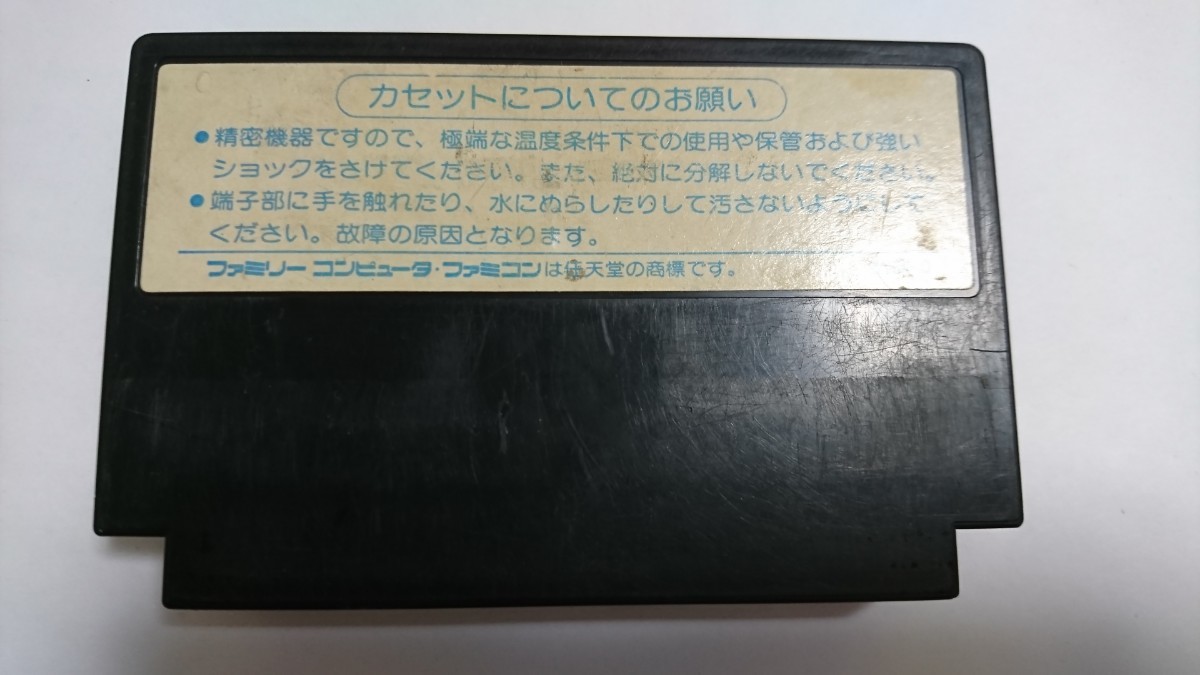 カセットについてのお願い
●精密機器ですので、極端な温度条件下での使用や保管および強い
ショックをさけてください。また、絶対に分解しないでください。
●端子部に手を触れたり、水にぬらしたりして汚さないようにして
ください。故障の原因となります。
ファミリーコンピュータ・ファミコンは任天堂の商標です。